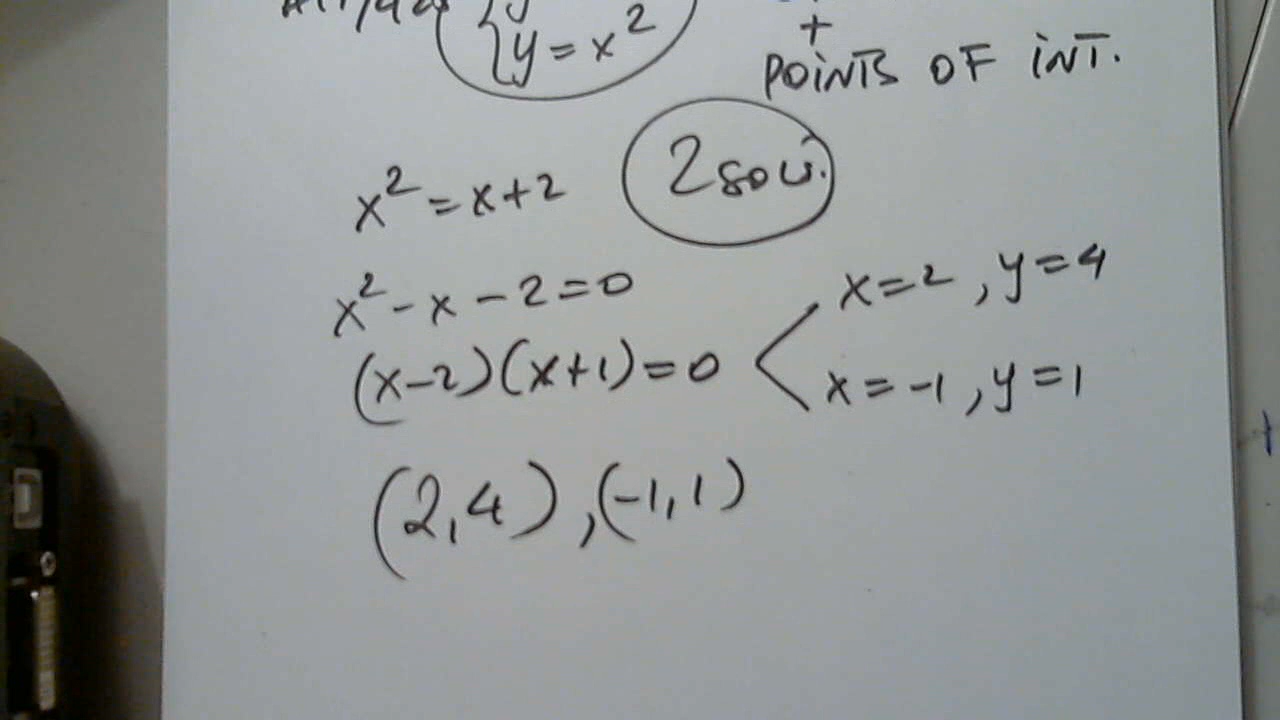 y = x²
+
POINTS OF INT.
x² = x + 2
2 sol.
x² - x - 2 = 0
x = 2 , y = 4
(x - 2)(x + 1) = 0
x = -1 , y = 1
(2,4) , (-1,1)